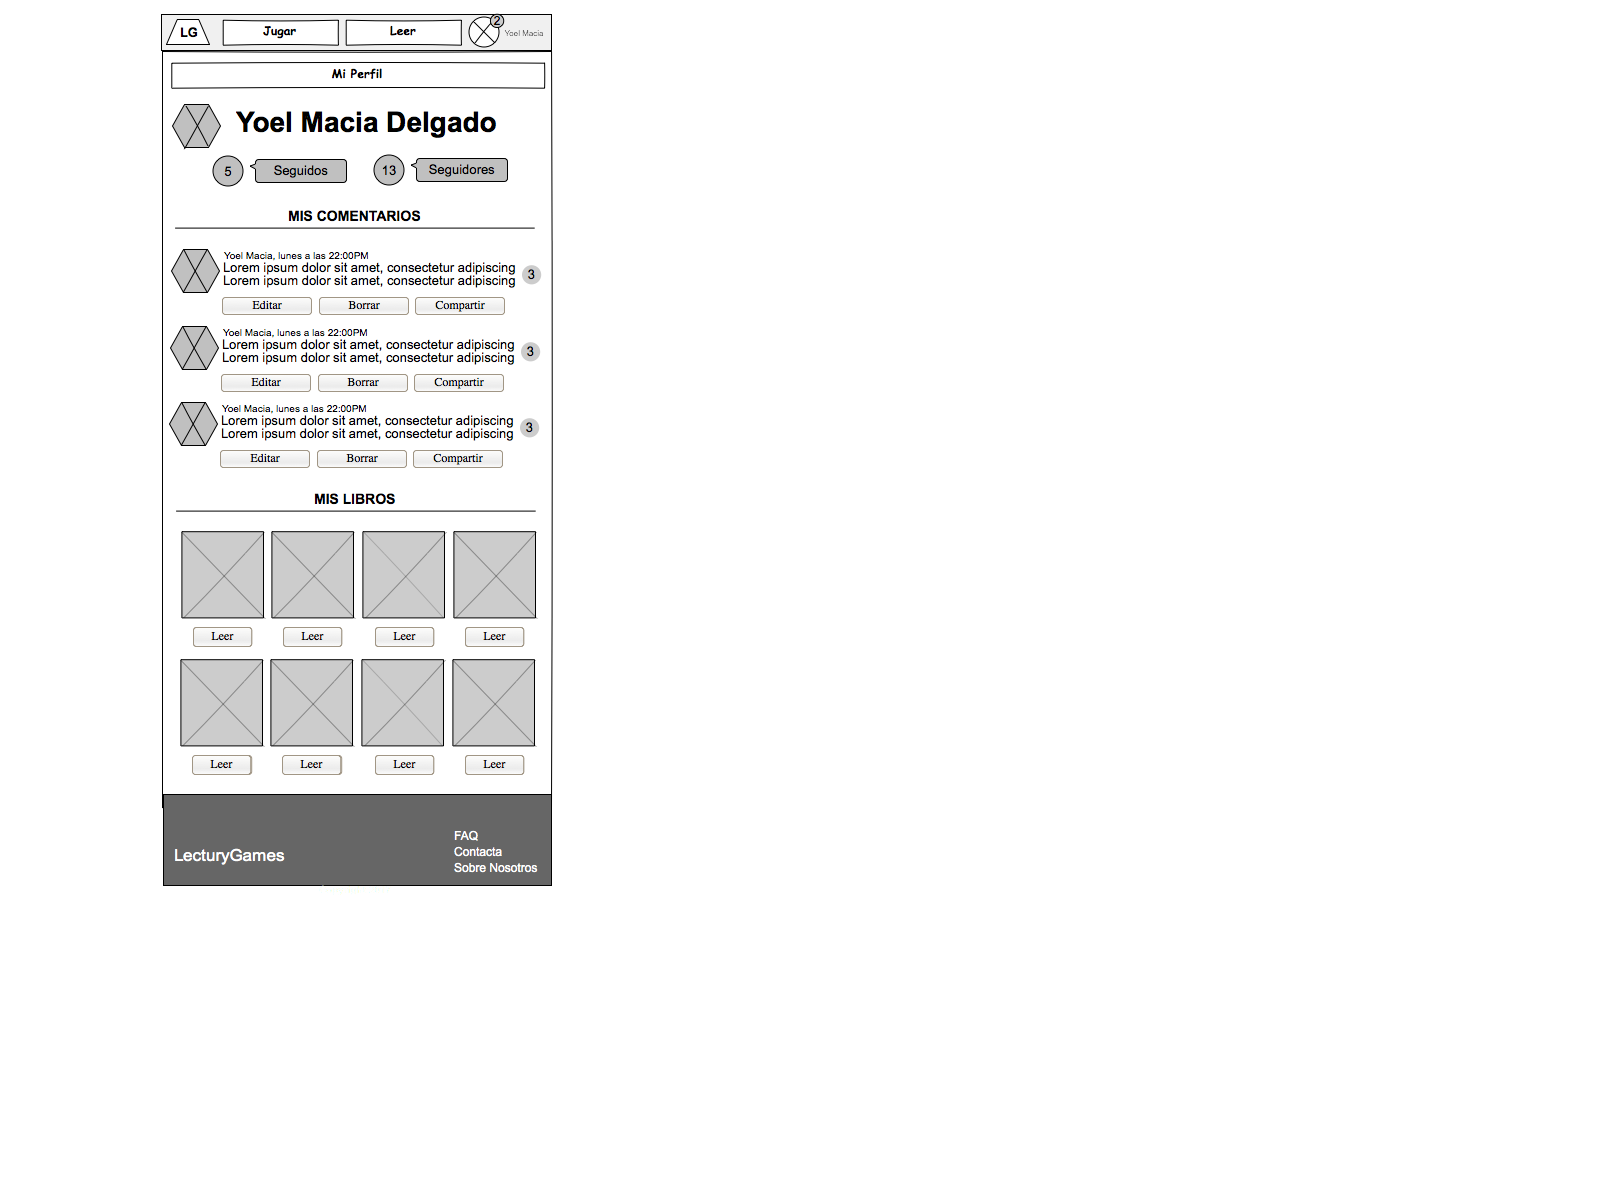 LG
Jugar
Leer
2
Yoel Macia
Mi Perfil
Yoel Macia Delgado
5
Seguidos
13
Seguidores
MIS COMENTARIOS
Yoel Macia, lunes a las 22:00PM
Lorem ipsum dolor sit amet, consectetur adipiscing
Lorem ipsum dolor sit amet, consectetur adipiscing
3
Editar
Borrar
Compartir
Yoel Macia, lunes a las 22:00PM
Lorem ipsum dolor sit amet, consectetur adipiscing
Lorem ipsum dolor sit amet, consectetur adipiscing
3
Editar
Borrar
Compartir
Yoel Macia, lunes a las 22:00PM
Lorem ipsum dolor sit amet, consectetur adipiscing
Lorem ipsum dolor sit amet, consectetur adipiscing
3
Editar
Borrar
Compartir
MIS LIBROS
Leer
Leer
Leer
Leer
Leer
Leer
Leer
Leer
LecturyGames
FAQ
Contacta
Sobre Nosotros